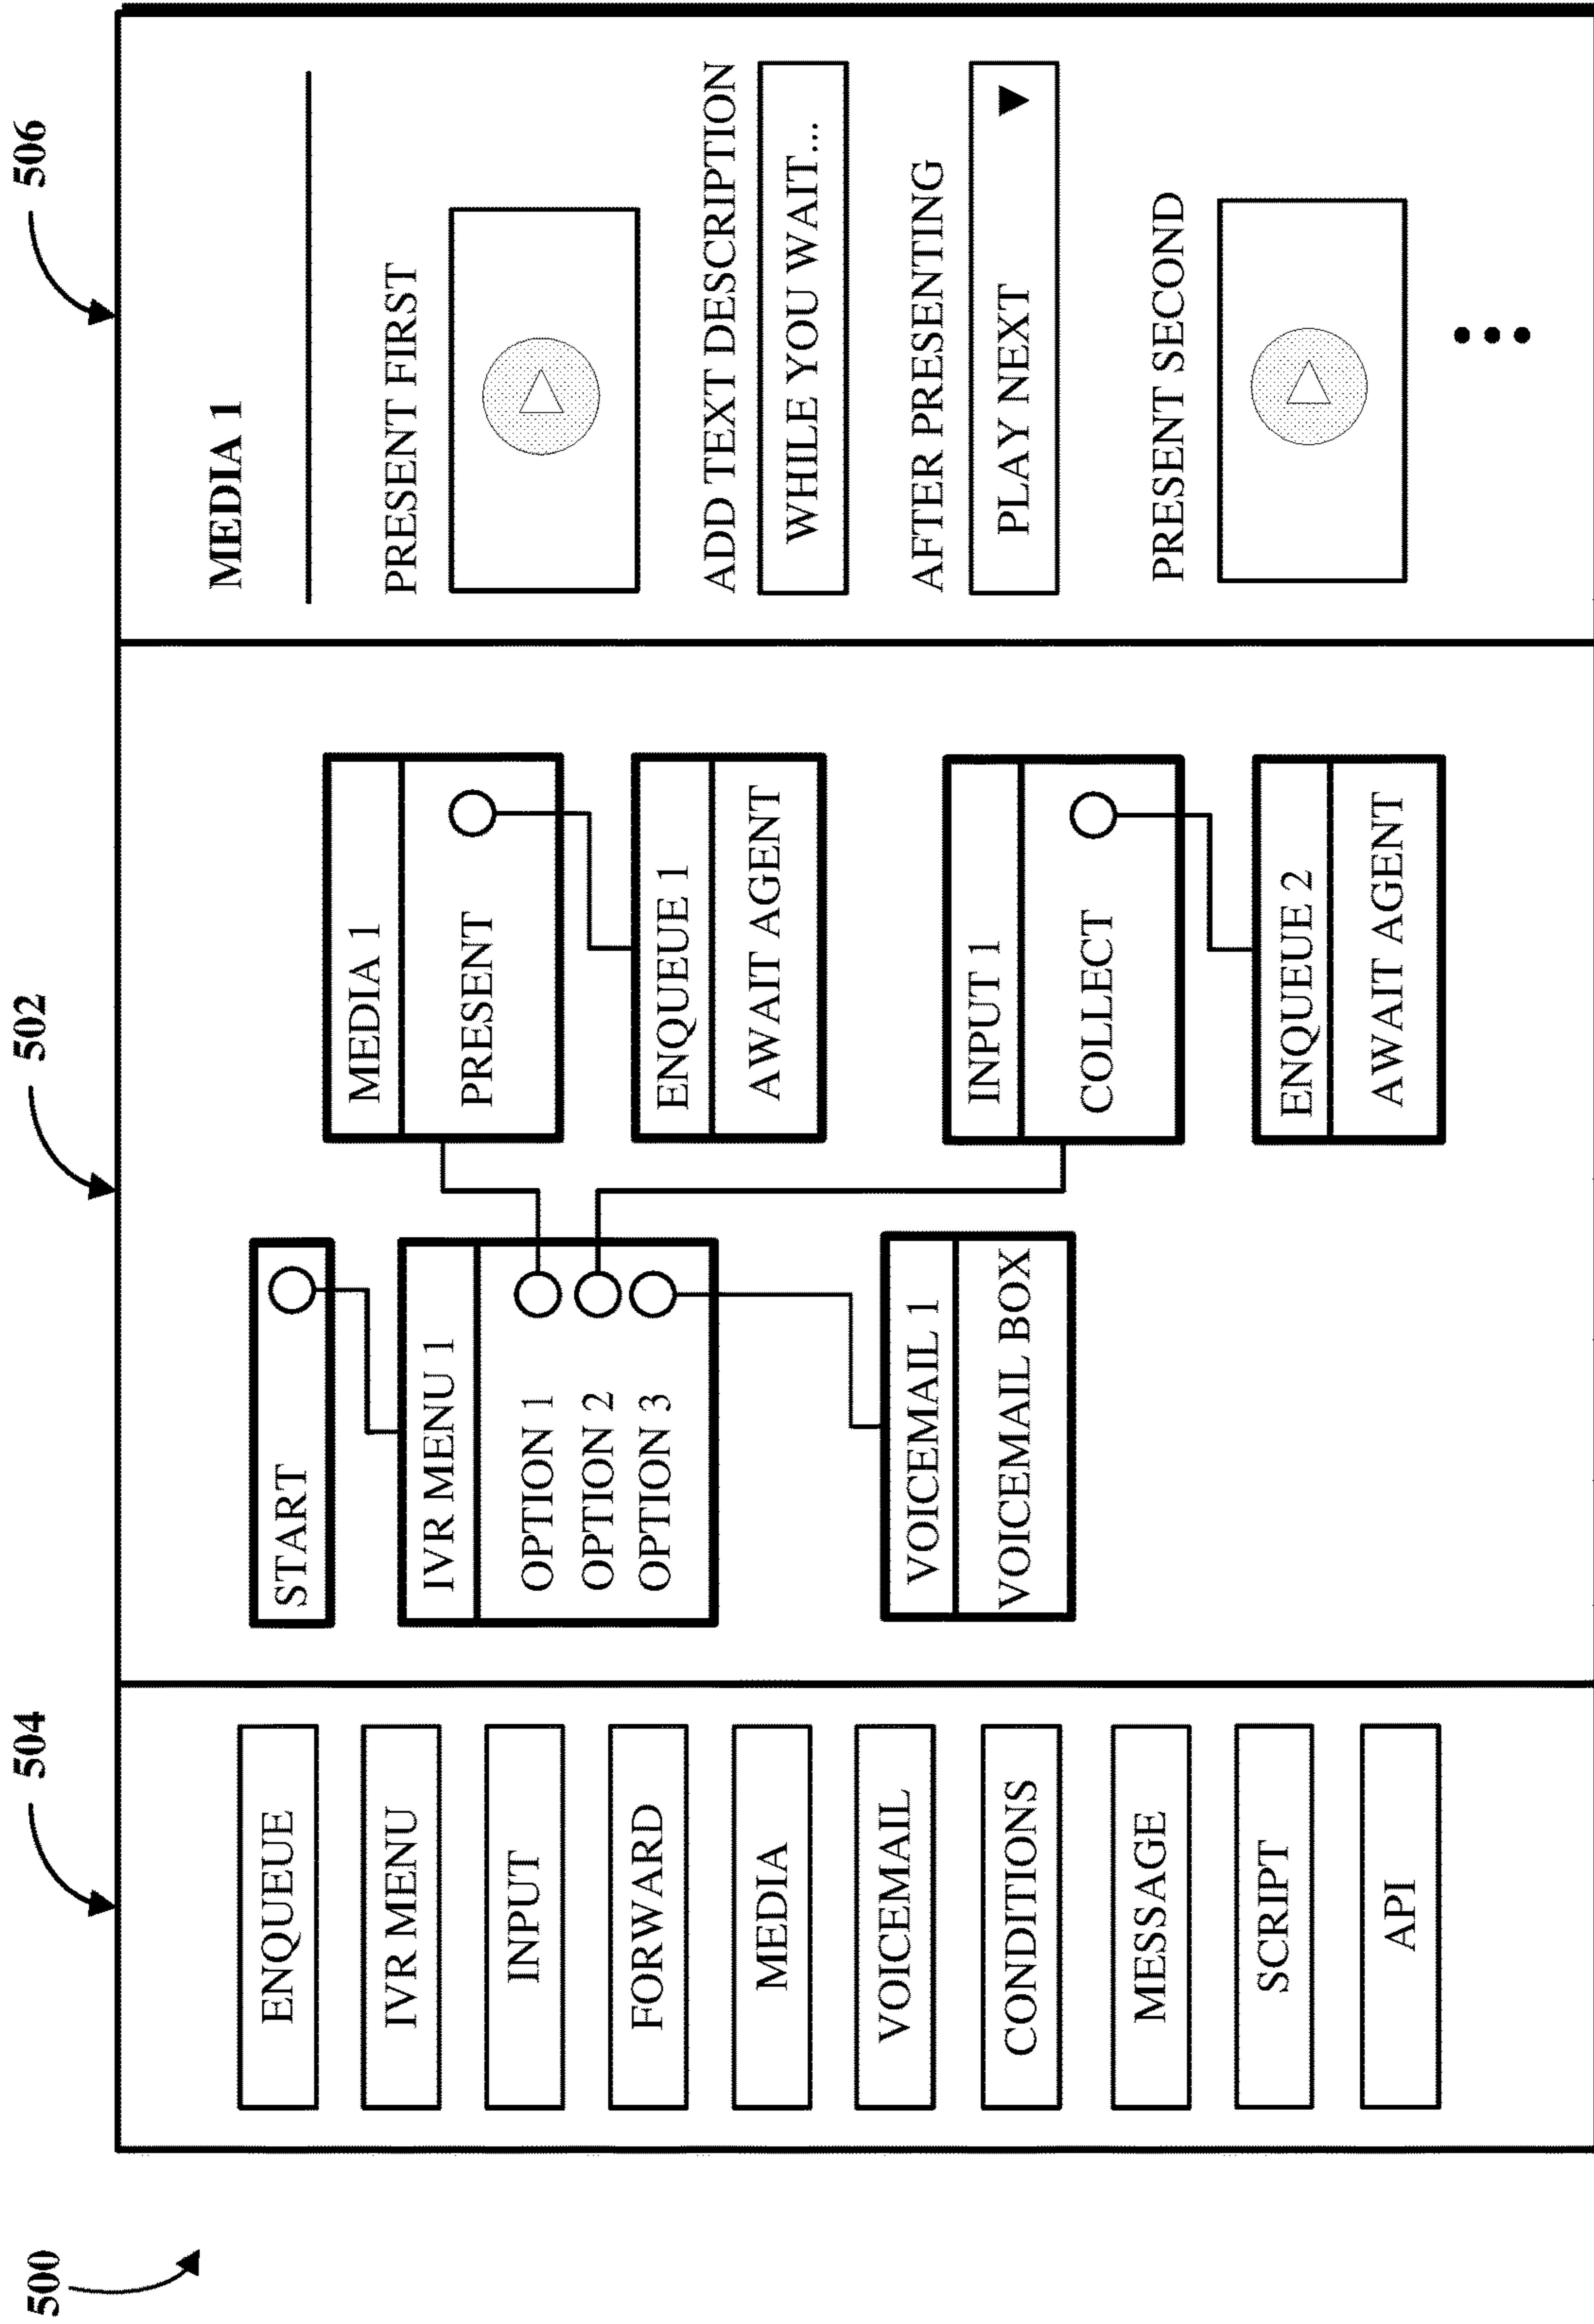 500
504
502
506
ENQUEUE
IVR MENU
INPUT
FORWARD
MEDIA
VOICEMAIL
CONDITIONS
MESSAGE
SCRIPT
API
START
IVR MENU 1
OPTION 1
OPTION 2
OPTION 3
VOICEMAIL 1
VOICEMAIL BOX
MEDIA 1
PRESENT
ENQUEUE 1
AWAIT AGENT
INPUT 1
COLLECT
ENQUEUE 2
AWAIT AGENT
MEDIA 1
PRESENT FIRST
ADD TEXT DESCRIPTION
WHILE YOU WAIT...
AFTER PRESENTING
PLAY NEXT
PRESENT SECOND